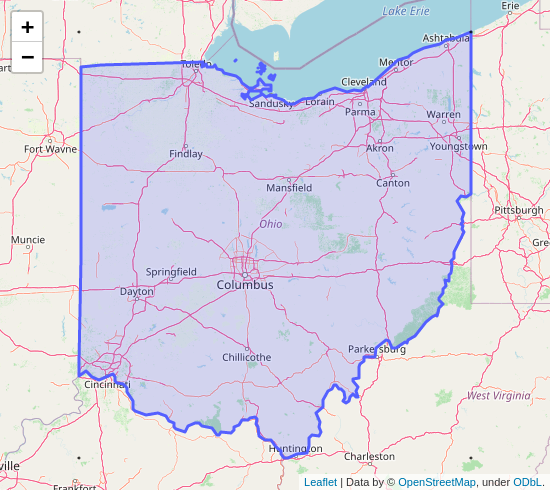 +
−
Lake Erie
Erie
Ashtabula
Toledo
Mentor
Cleveland
Sandusky
Lorain
Parma
Warren
Fort Wayne
Findlay
Akron
Youngstown
Mansfield
Canton
Pittsburgh
Ohio
Muncie
Gre
Springfield
Columbus
Dayton
Parkersburg
Chillicothe
Cincinnati
West Virginia
Huntington
Charleston
ville
Leaflet | Data by © OpenStreetMap, under ODbL.